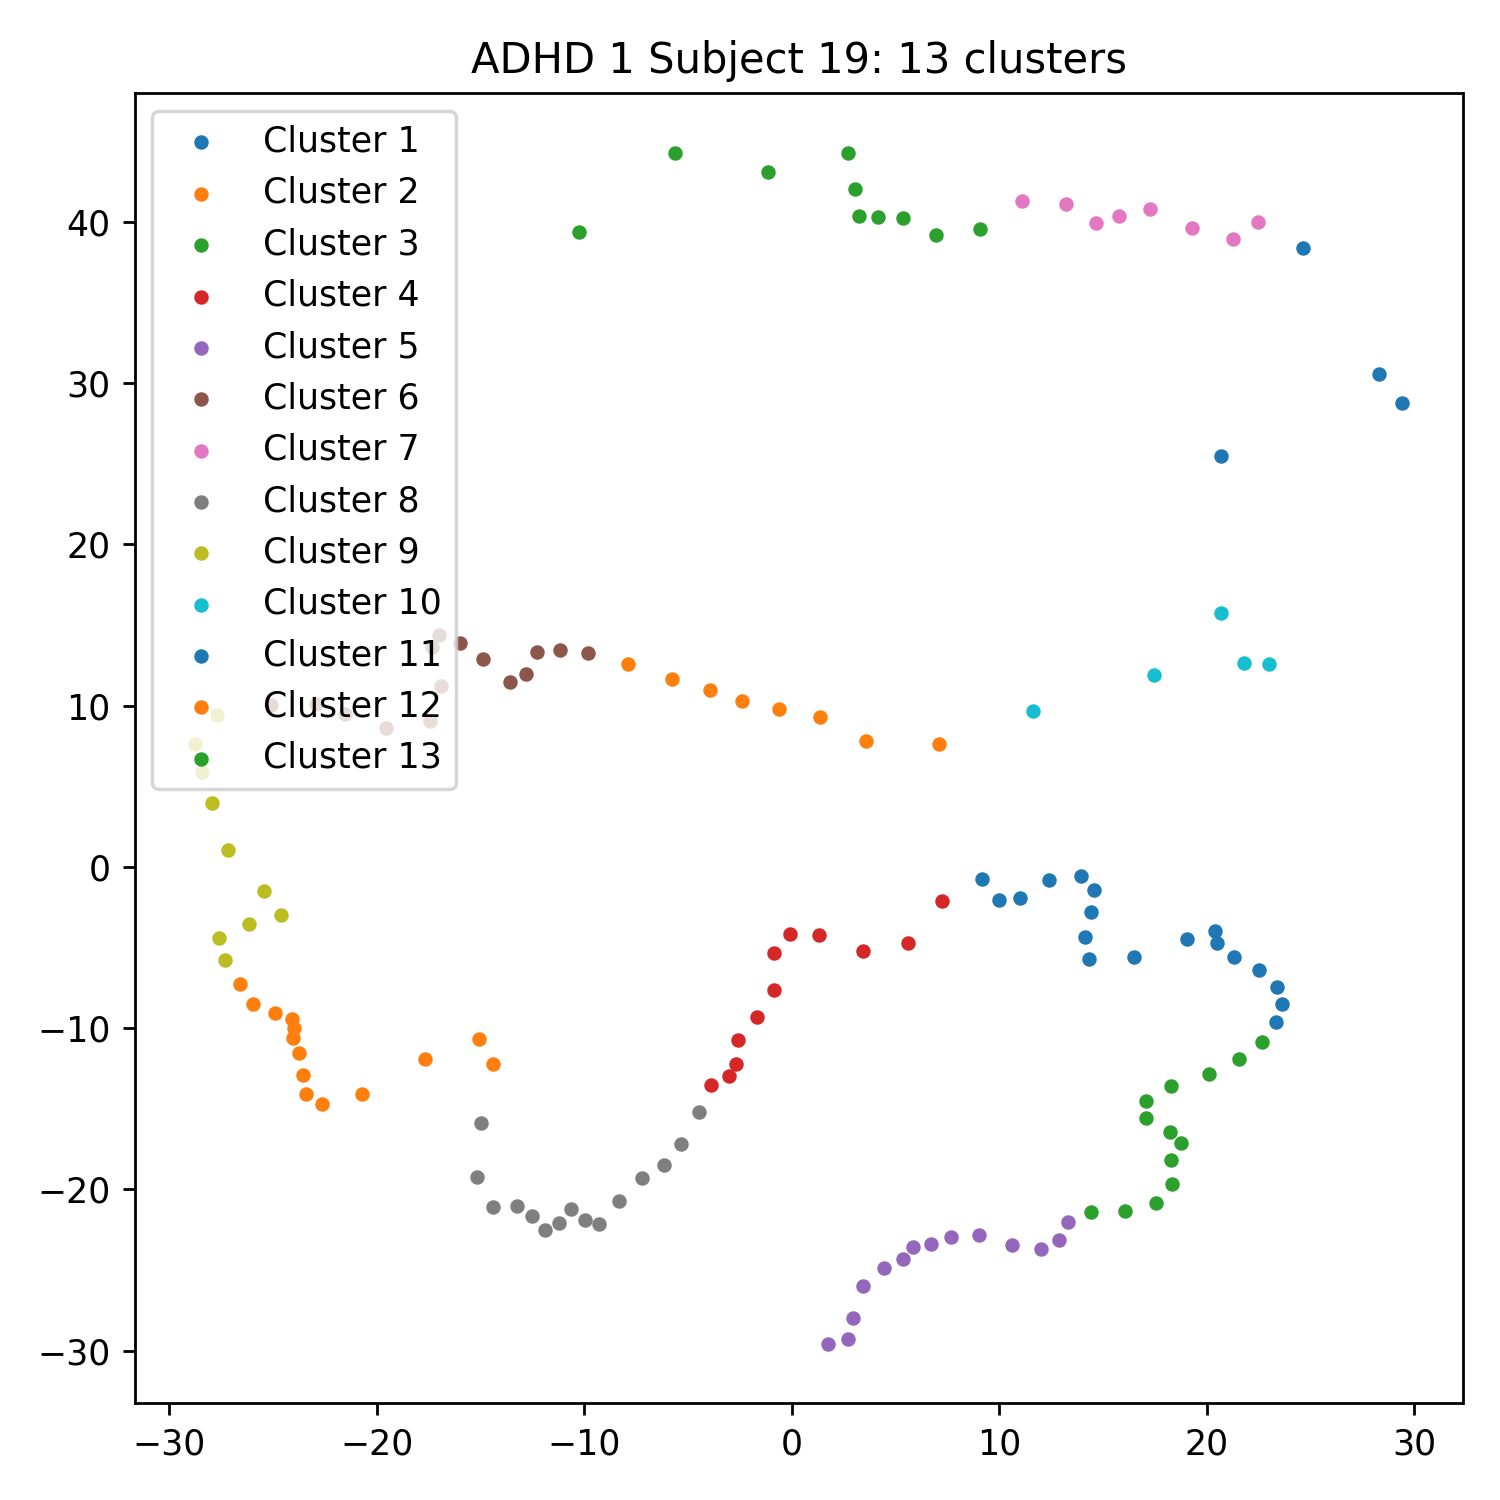 ADHD 1 Subject 19: 13 clusters
Cluster 1
Cluster 2
Cluster 3
Cluster 4
Cluster 5
Cluster 6
Cluster 7
Cluster 8
Cluster 9
Cluster 10
Cluster 11
Cluster 12
Cluster 13
40
30
20
10
0
−10
−20
−30
−30 −20 −10 0 10 20 30